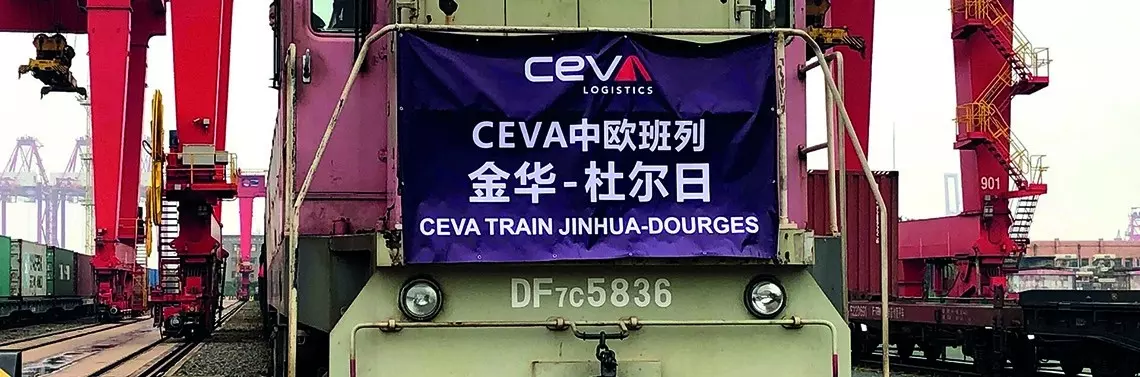 CEVA
LOGISTICS
CEVA中欧班列
金华-杜尔日
CEVA TRAIN JINHUA-DOURGES
DF7C5836
901